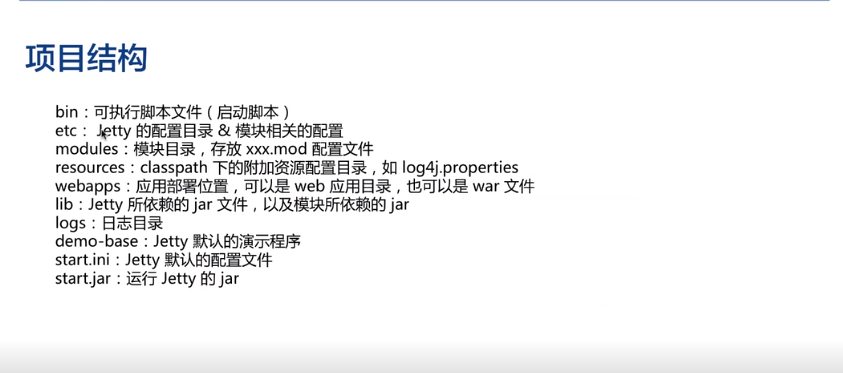 项目结构
bin：可执行脚本文件（启动脚本）
etc： Jetty 的配置目录 & 模块相关的配置
modules：模块目录，存放 xxx.mod 配置文件
resources：classpath 下的附加资源配置目录，如 log4j.properties
webapps：应用部署位置，可以是 web 应用目录，也可以是 war 文件
lib：Jetty 所依赖的 jar 文件，以及模块所依赖的 jar
logs：日志目录
demo-base：Jetty 默认的演示程序
start.ini：Jetty 默认的配置文件
start.jar：运行 Jetty 的 jar